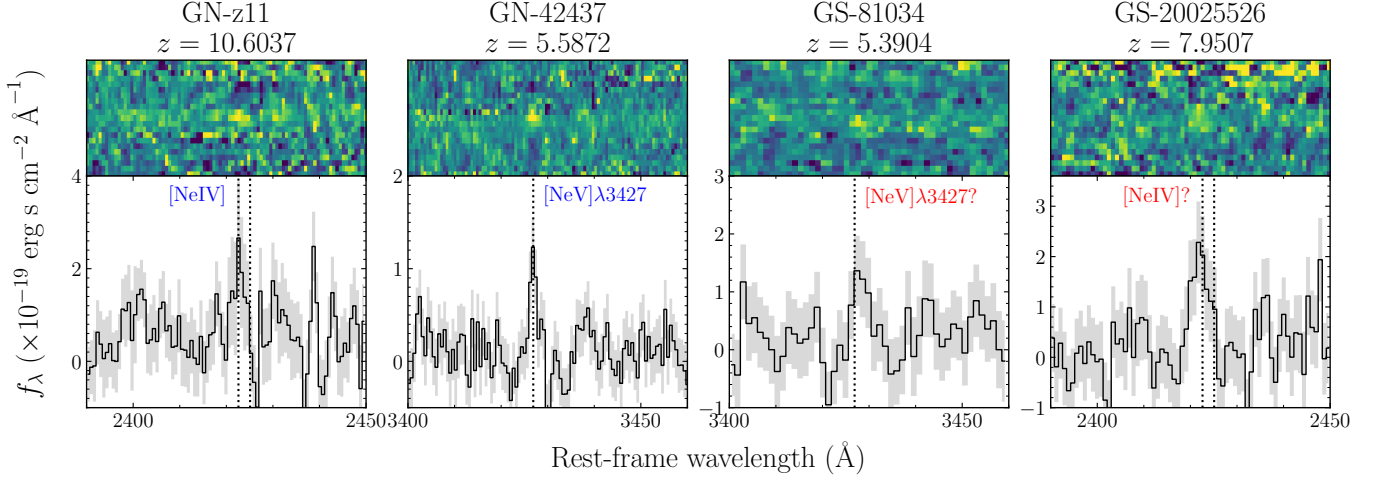 GN-z11
z = 10.6037
GN-42437
z = 5.5872
GS-81034
z = 5.3904
GS-20025526
z = 7.9507
f_λ (×10⁻¹⁹ erg s cm⁻² Å⁻¹)
4
2
0
[NeIV]
2400
2450
2
1
0
[NeV]λ3427
3400
3450
3
2
1
0
−1
[NeV]λ3427?
3400
3450
3
2
1
0
−1
[NeIV]?
2400
2450
Rest-frame wavelength (Å)